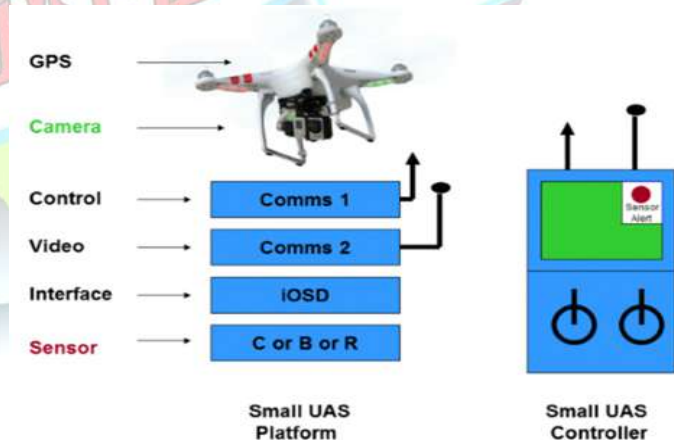 GPS
Camera
Control
Comms 1
Video
Comms 2
Interface
iOSD
Sensor
C or B or R
Sensor
Alert
Small UAS
Platform
Small UAS
Controller